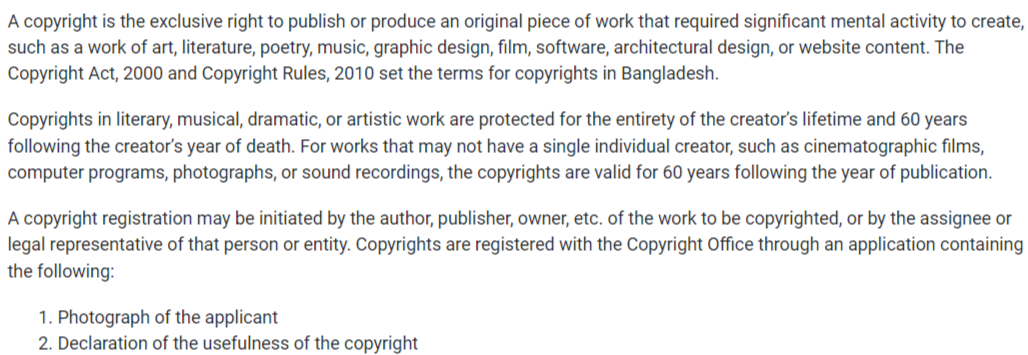 A copyright is the exclusive right to publish or produce an original piece of work that required significant mental activity to create,
such as a work of art, literature, poetry, music, graphic design, film, software, architectural design, or website content. The
Copyright Act, 2000 and Copyright Rules, 2010 set the terms for copyrights in Bangladesh.
Copyrights in literary, musical, dramatic, or artistic work are protected for the entirety of the creator's lifetime and 60 years
following the creator's year of death. For works that may not have a single individual creator, such as cinematographic films,
computer programs, photographs, or sound recordings, the copyrights are valid for 60 years following the year of publication.
A copyright registration may be initiated by the author, publisher, owner, etc. of the work to be copyrighted, or by the assignee or
legal representative of that person or entity. Copyrights are registered with the Copyright Office through an application containing
the following:
1. Photograph of the applicant
2. Declaration of the usefulness of the copyright